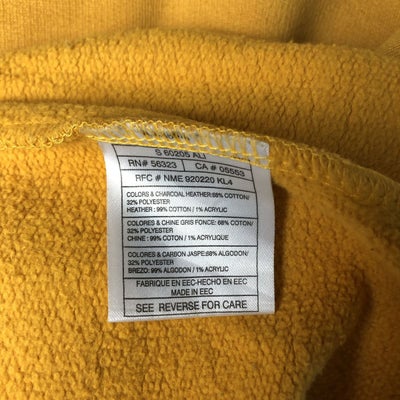 S 60205 ALI
RN# 56323 CA # 05553
RFC # NME 920220 KL4
COLORS & CHARCOAL HEATHER:68% COTTON/
32% POLYESTER
HEATHER : 99% COTTON / 1% ACRYLIC
COLORES & CHINE GRIS FONCE: 68% COTON/
32% POLYESTER
CHINE : 99% COTON / 1% ACRYLIQUE
COLORES & CARBON JASPE:68% ALGODON/
32% POLIESTER
BREZO: 99% ALGODON / 1% ACRILICO
FABRIQUE EN EEC-HECHO EN EEC
MADE IN EEC
SEE REVERSE FOR CARE